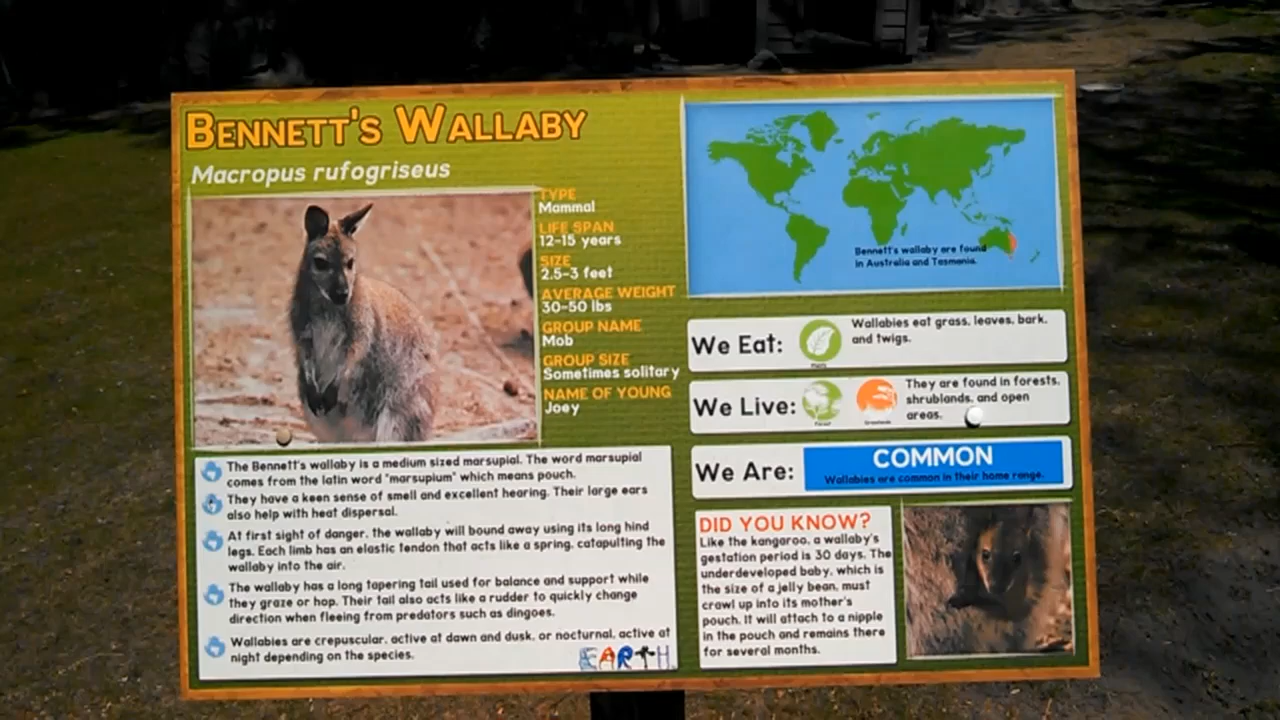 BENNETT'S WALLABY
Macropus rufogriseus
TYPE
Mammal
LIFE SPAN
12-15 years
SIZE
2.5-3 feet
AVERAGE WEIGHT
30-50 lbs
GROUP NAME
Mob
GROUP SIZE
Sometimes solitary
NAME OF YOUNG
Joey
The Bennett's wallaby is a medium sized marsupial. The word marsupial
comes from the latin word "marsupium" which means pouch.
They have a keen sense of smell and excellent hearing. Their large ears
also help with heat dispersal.
At first sight of danger, the wallaby will bound away using its long hind
legs. Each limb has an elastic tendon that acts like a spring, catapulting the
wallaby into the air.
The wallaby has a long tapering tail used for balance and support while
they graze or hop. Their tail also acts like a rudder to quickly change
direction when fleeing from predators such as dingoes.
Wallabies are crepuscular, active at dawn and dusk, or nocturnal, active at
night depending on the species.
EARTH
Bennett's wallaby are found
in Australia and Tasmania.
We Eat:
Plants
Wallabies eat grass, leaves, bark,
and twigs.
We Live:
Forest
Grasslands
They are found in forests,
shrublands, and open
areas.
We Are:
COMMON
Wallabies are common in their home range.
DID YOU KNOW?
Like the kangaroo, a wallaby's
gestation period is 30 days. The
underdeveloped baby, which is
the size of a jelly bean, must
crawl up into its mother's
pouch. It will attach to a nipple
in the pouch and remains there
for several months.